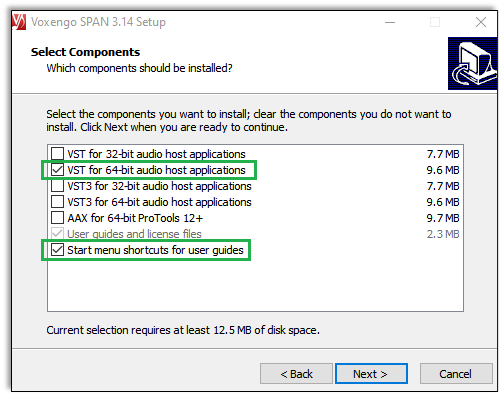 Voxengo SPAN 3.14 Setup
Select Components
Which components should be installed?
Select the components you want to install; clear the components you do not want to
install. Click Next when you are ready to continue.
VST for 32-bit audio host applications 7.7 MB
VST for 64-bit audio host applications 9.6 MB
VST3 for 32-bit audio host applications 7.7 MB
VST3 for 64-bit audio host applications 9.6 MB
AAX for 64-bit ProTools 12+ 9.7 MB
User guides and license files 2.3 MB
Start menu shortcuts for user guides
Current selection requires at least 12.5 MB of disk space.
< Back Next > Cancel